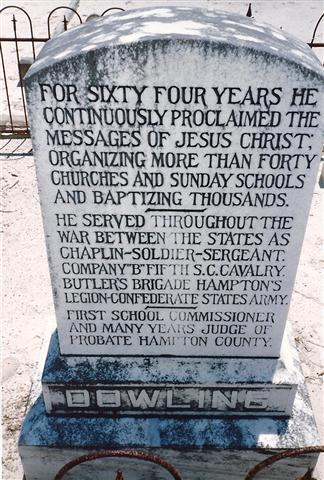 FOR SIXTY FOUR YEARS HE
CONTINUOUSLY PROCLAIMED THE
MESSAGES OF JESUS CHRIST,
ORGANIZING MORE THAN FORTY
CHURCHES AND SUNDAY SCHOOLS
AND BAPTIZING THOUSANDS.
HE SERVED THROUGHOUT THE
WAR BETWEEN THE STATES AS
CHAPLIN-SOLDIER-SERGEANT.
COMPANY "B" FIFTH S.C. CAVALRY.
BUTLER'S BRIGADE HAMPTON'S
LEGION-CONFEDERATE STATES ARMY.
FIRST SCHOOL COMMISSIONER
AND MANY YEARS JUDGE OF
PROBATE HAMPTON COUNTY.
DOWLING